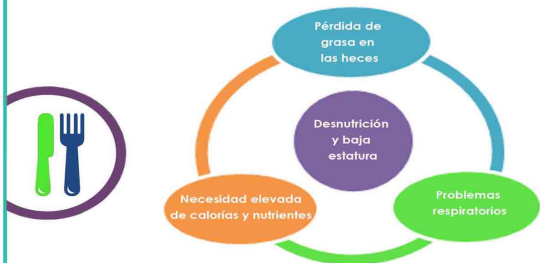 Pérdida de
grasa en
las heces
Desnutrición
y baja
estatura
Necesidad elevada
de calorías y nutrientes
Problemas
respiratorios